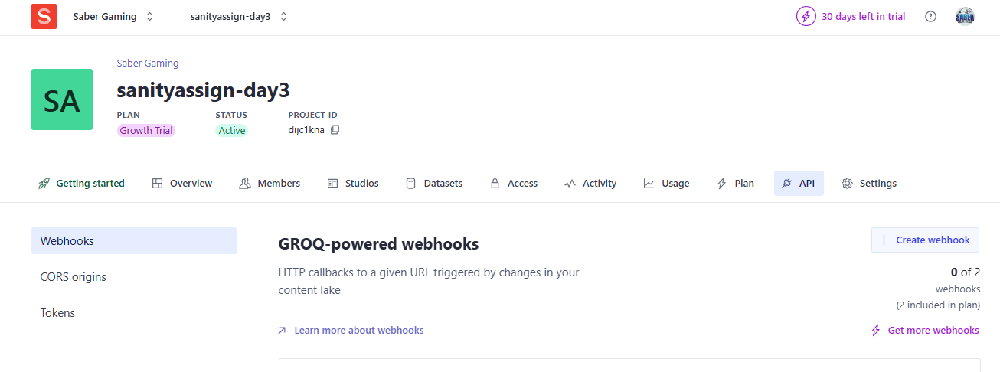 S Saber Gaming sanityassign-day3 30 days left in trial ? SABER
Saber Gaming
SA
sanityassign-day3
PLAN STATUS PROJECT ID
Growth Trial Active dijc1kna
Getting started Overview Members Studios Datasets Access Activity Usage Plan API Settings
Webhooks
CORS origins
Tokens
GROQ-powered webhooks
+ Create webhook
HTTP callbacks to a given URL triggered by changes in your
content lake
0 of 2
webhooks
(2 included in plan)
Learn more about webhooks
Get more webhooks